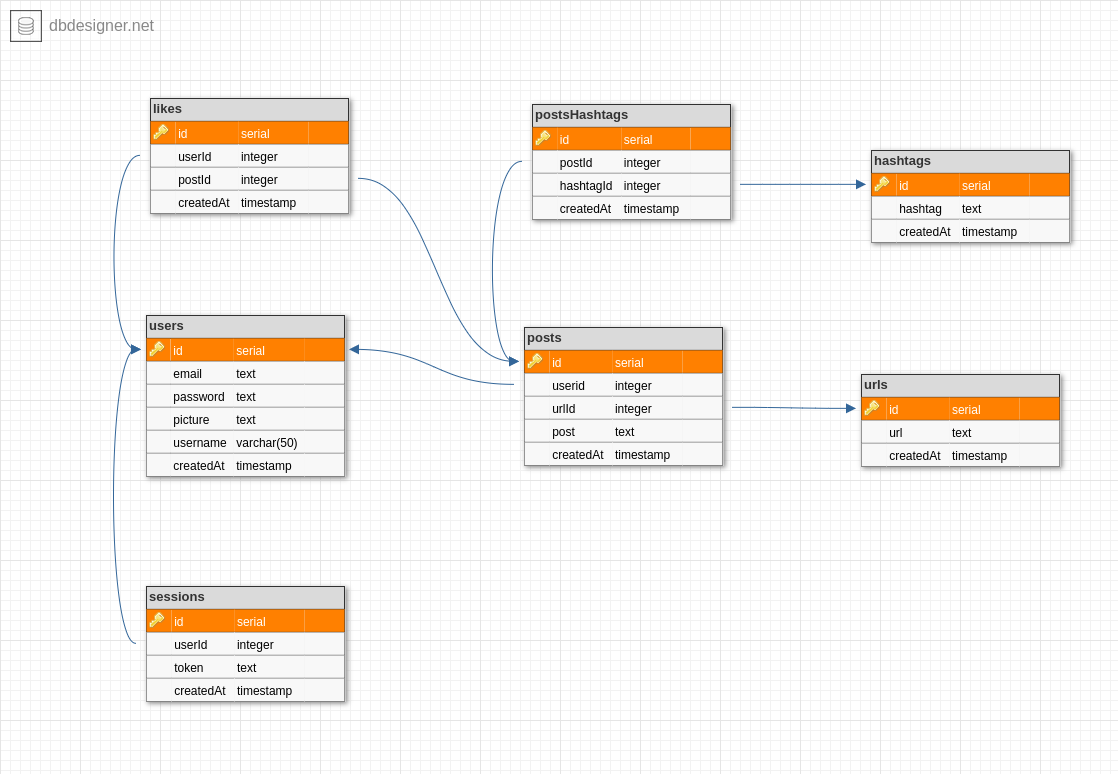 dbdesigner.net
likes
id serial
userId integer
postId integer
createdAt timestamp
postsHashtags
id serial
postId integer
hashtagId integer
createdAt timestamp
hashtags
id serial
hashtag text
createdAt timestamp
users
id serial
email text
password text
picture text
username varchar(50)
createdAt timestamp
posts
id serial
userid integer
urlId integer
post text
createdAt timestamp
urls
id serial
url text
createdAt timestamp
sessions
id serial
userId integer
token text
createdAt timestamp